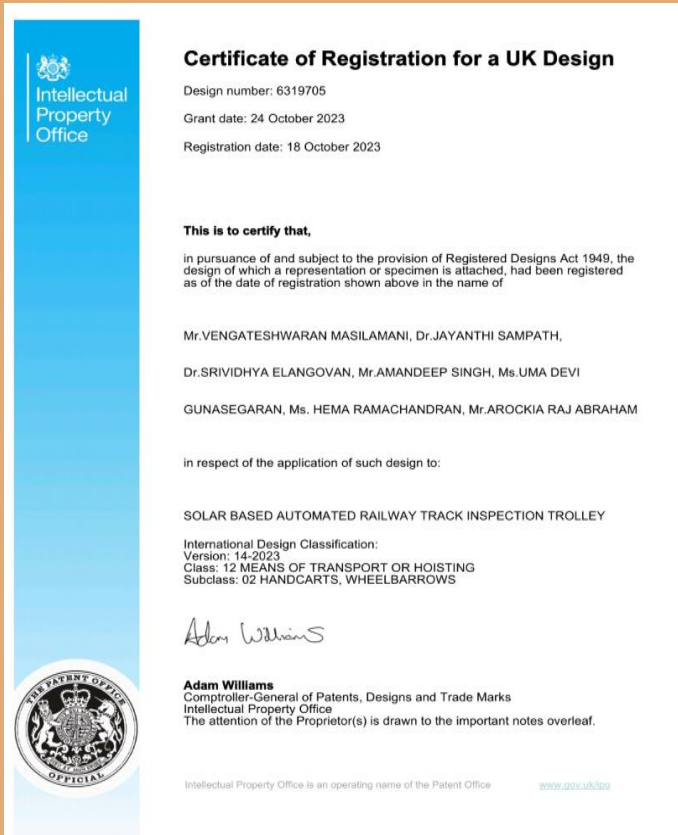 Intellectual
Property
Office
Certificate of Registration for a UK Design
Design number: 6319705
Grant date: 24 October 2023
Registration date: 18 October 2023
This is to certify that,
in pursuance of and subject to the provision of Registered Designs Act 1949, the
design of which a representation or specimen is attached, had been registered
as of the date of registration shown above in the name of
Mr.VENGATESHWARAN MASILAMANI, Dr.JAYANTHI SAMPATH,
Dr.SRIVIDHYA ELANGOVAN, Mr.AMANDEEP SINGH, Ms.UMA DEVI
GUNASEGARAN, Ms. HEMA RAMACHANDRAN, Mr.AROCKIA RAJ ABRAHAM
in respect of the application of such design to:
SOLAR BASED AUTOMATED RAILWAY TRACK INSPECTION TROLLEY
International Design Classification:
Version: 14-2023
Class: 12 MEANS OF TRANSPORT OR HOISTING
Subclass: 02 HANDCARTS, WHEELBARROWS
Adam Williams
Adam Williams
Comptroller-General of Patents, Designs and Trade Marks
Intellectual Property Office
The attention of the Proprietor(s) is drawn to the important notes overleaf.
THE PATENT OFFICE
OFFICIAL
Intellectual Property Office is an operating name of the Patent Office www.gov.uk/ipo